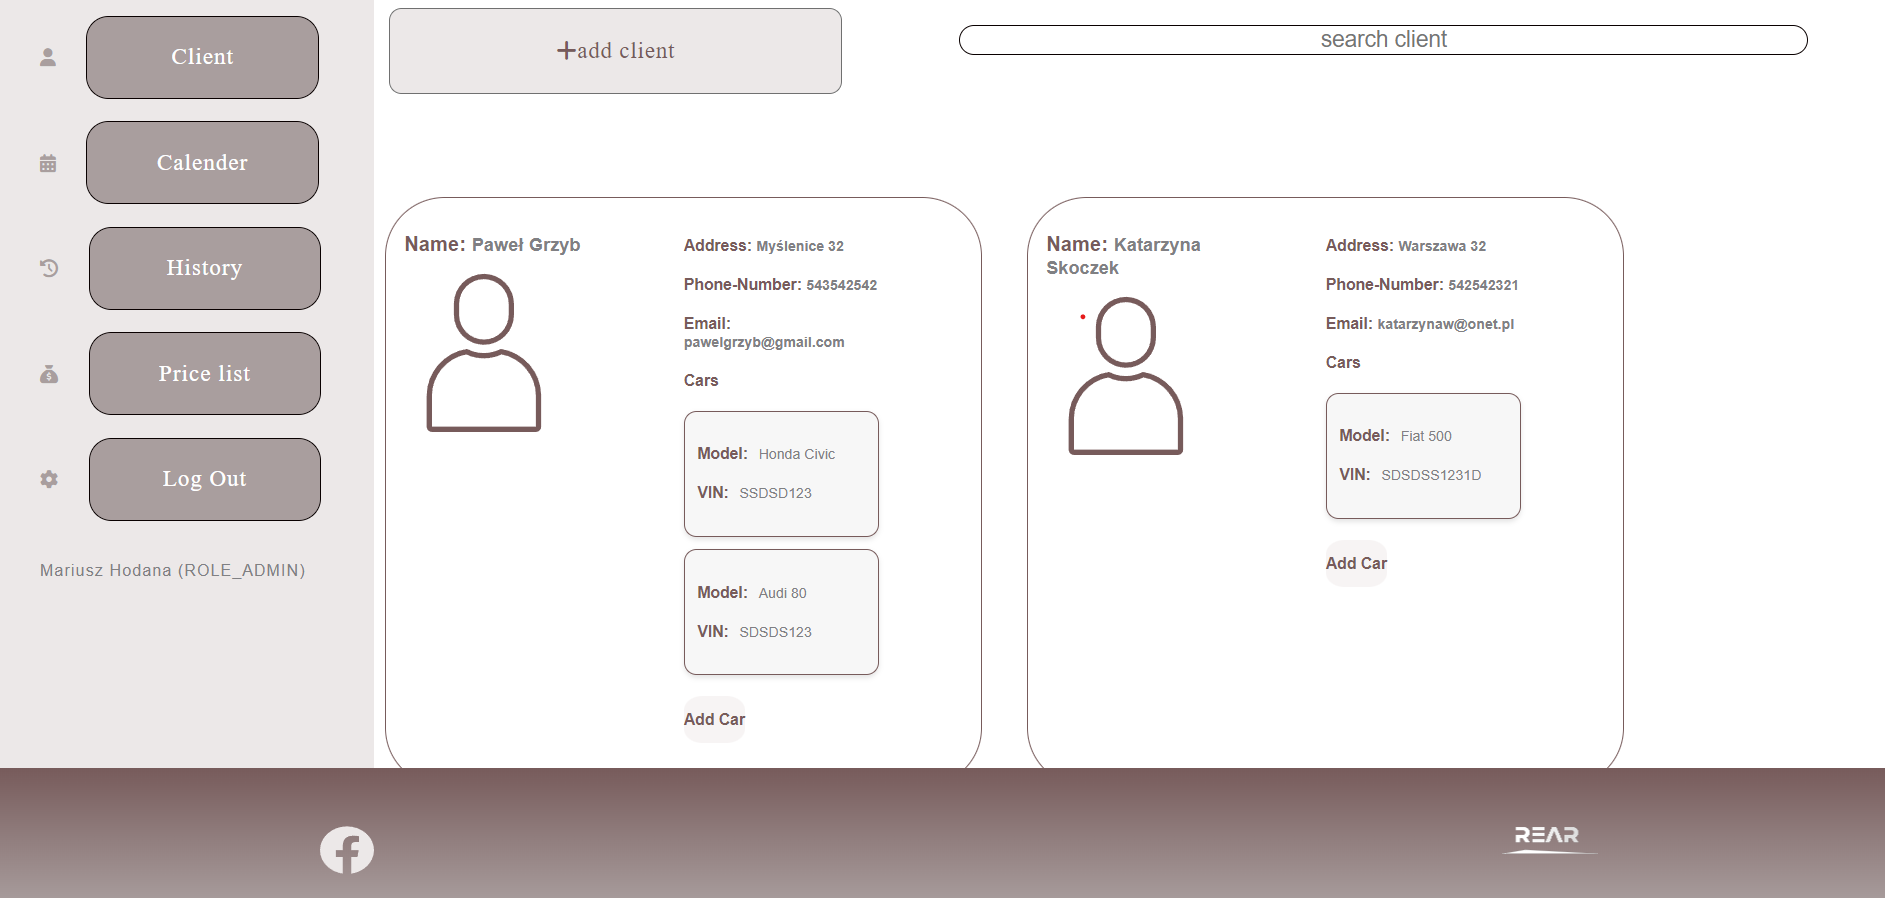 Client
Calender
History
Price list
Log Out
Mariusz Hodana (ROLE_ADMIN)
add client
search client
Name: Paweł Grzyb
Address: Myślenice 32
Phone-Number: 543542542
Email:
pawelgrzyb@gmail.com
Cars
Model: Honda Civic
VIN: SSDSD123
Model: Audi 80
VIN: SDSDS123
Add Car
Name: Katarzyna
Skoczek
Address: Warszawa 32
Phone-Number: 542542321
Email: katarzynaw@onet.pl
Cars
Model: Fiat 500
VIN: SDSDSS1231D
Add Car
REAR